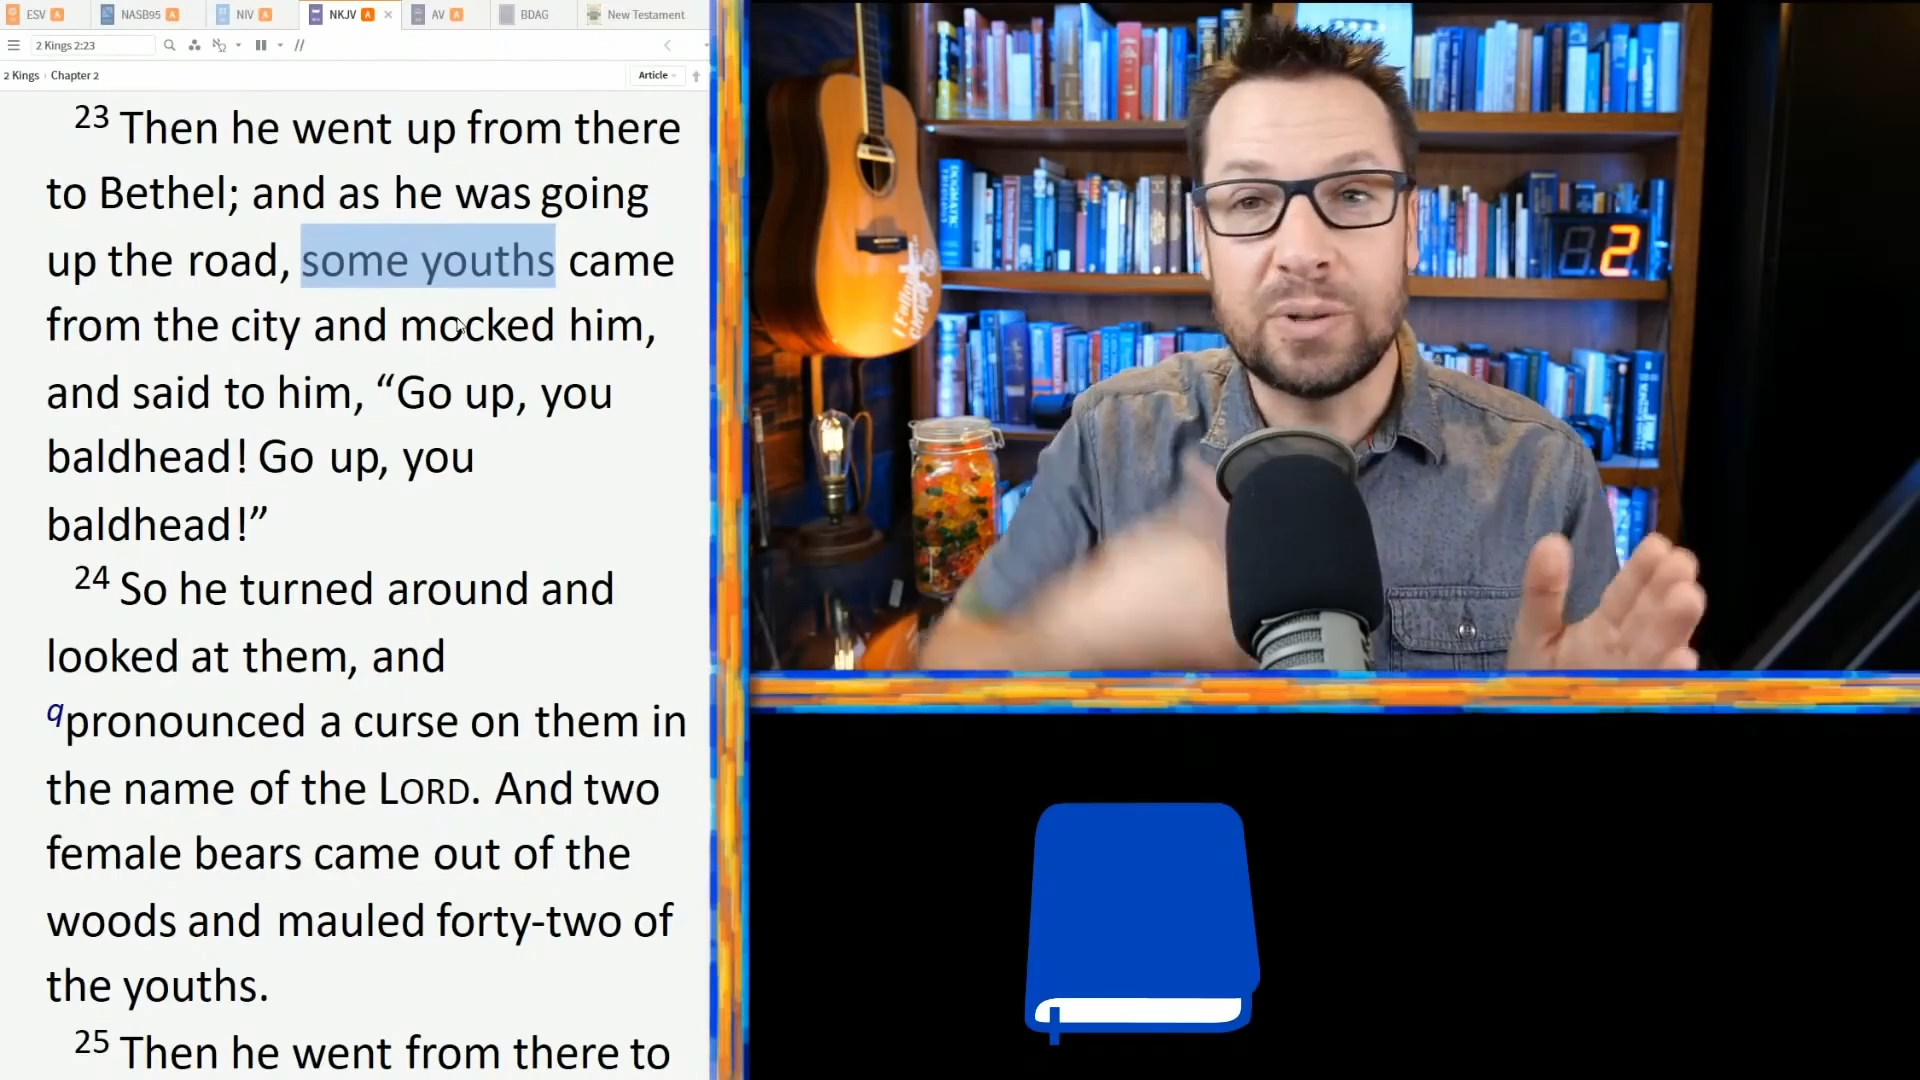 ESV A NASB95 A NIV A NKJV A AV A BDAG New Testament
2 Kings 2:23
2 Kings › Chapter 2 Article
23 Then he went up from there
to Bethel; and as he was going
up the road, some youths came
from the city and mocked him,
and said to him, “Go up, you
baldhead! Go up, you
baldhead!”
24 So he turned around and
looked at them, and
qpronounced a curse on them in
the name of the LORD. And two
female bears came out of the
woods and mauled forty-two of
the youths.
25 Then he went from there to
I Follow
Christ
DOGMATIC
2